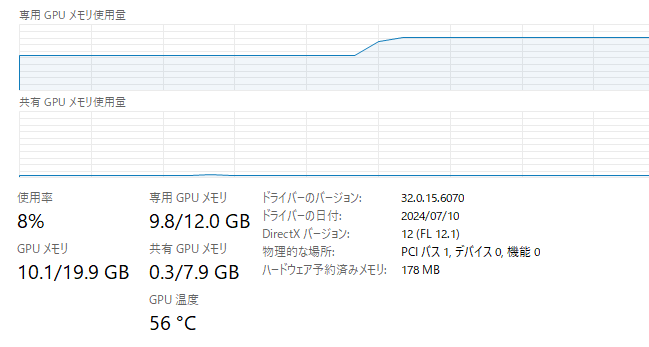 専用 GPU メモリ使用量
共有 GPU メモリ使用量
使用率
8%
専用 GPU メモリ
9.8/12.0 GB
GPU メモリ
10.1/19.9 GB
共有 GPU メモリ
0.3/7.9 GB
GPU 温度
56 °C
ドライバーのバージョン: 32.0.15.6070
ドライバーの日付: 2024/07/10
DirectX バージョン: 12 (FL 12.1)
物理的な場所: PCI バス 1, デバイス 0, 機能 0
ハードウェア予約済みメモリ: 178 MB